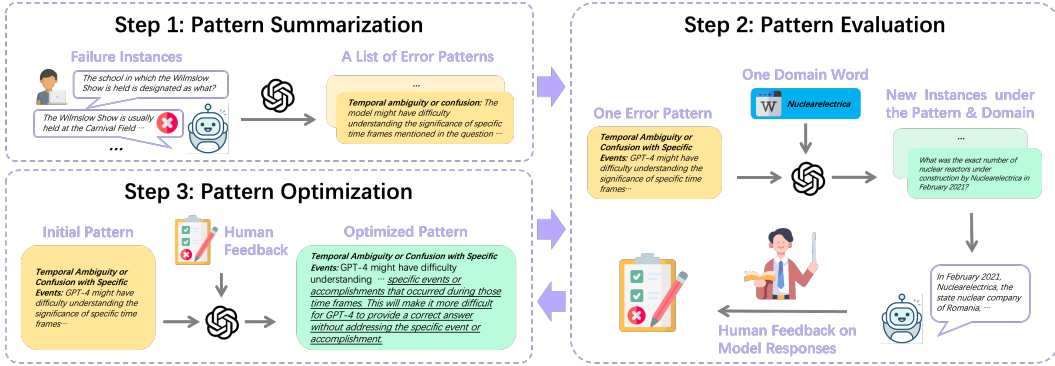 Step 1: Pattern Summarization
Failure Instances
The school in which the Wilmslow
Show is held is designated as what?
The Wilmslow Show is usually
held at the Carnival Field ···
...
A List of Error Patterns
...
Temporal ambiguity or confusion: The
model might have difficulty
understanding the significance of specific
time frames mentioned in the question ···
Step 2: Pattern Evaluation
One Error Pattern
Temporal Ambiguity or
Confusion with Specific
Events: GPT-4 might have
difficulty understanding the
significance of specific time
frames···
One Domain Word
W
Nuclearelectrica
New Instances under
the Pattern & Domain
...
What was the exact number of
nuclear reactors under
construction by Nuclearelectrica in
February 2021?
In February 2021,
Nuclearelectrica, the
state nuclear company
of Romania, ···
Human Feedback on
Model Responses
Step 3: Pattern Optimization
Initial Pattern
Temporal Ambiguity or
Confusion with Specific
Events: GPT-4 might have
difficulty understanding the
significance of specific time
frames···
Human
Feedback
Optimized Pattern
Temporal Ambiguity or Confusion with Specific
Events: GPT might have difficulty
understanding ··· specific events or
accomplishments that occurred during those
time frames. This will make it more difficult
for GPT-4 to provide a correct answer
without addressing the specific event or
accomplishment.